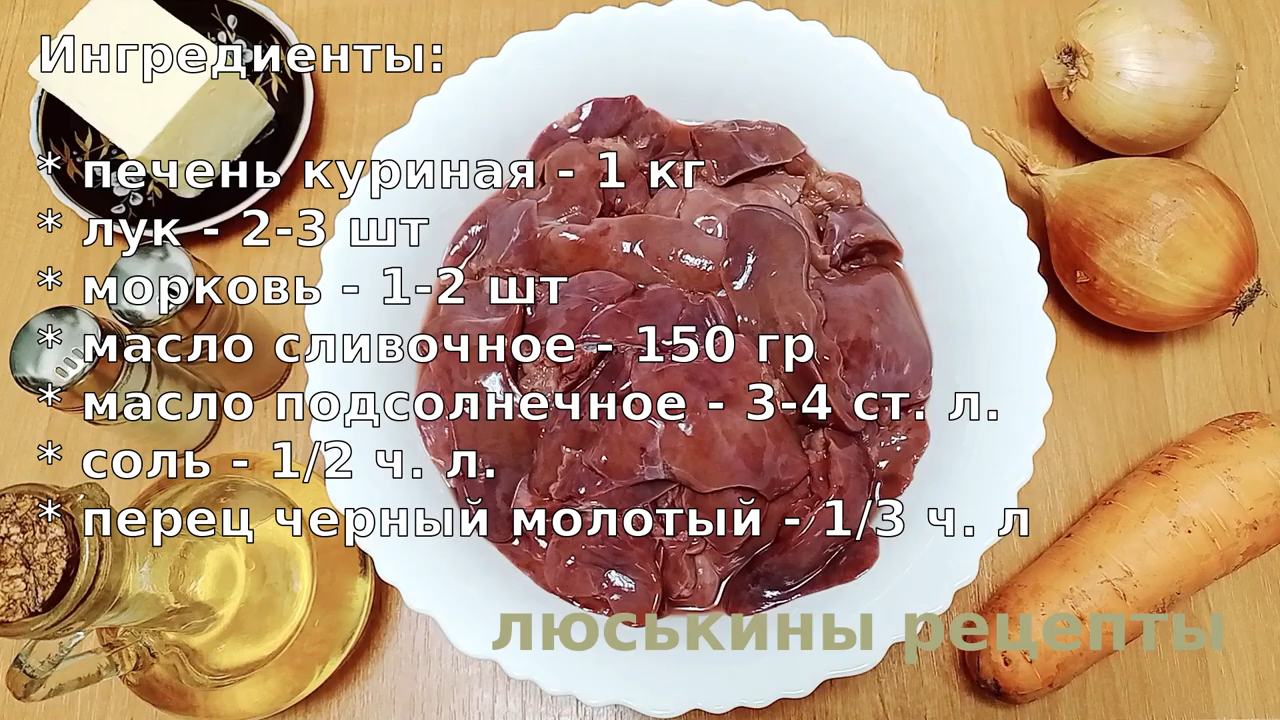 Ингредиенты:
* печень куриная - 1 кг
* лук - 2-3 шт
* морковь - 1-2 шт
* масло сливочное - 150 гр
* масло подсолнечное - 3-4 ст. л.
* соль - 1/2 ч. л.
* перец черный молотый - 1/3 ч. л
люськины рецепты